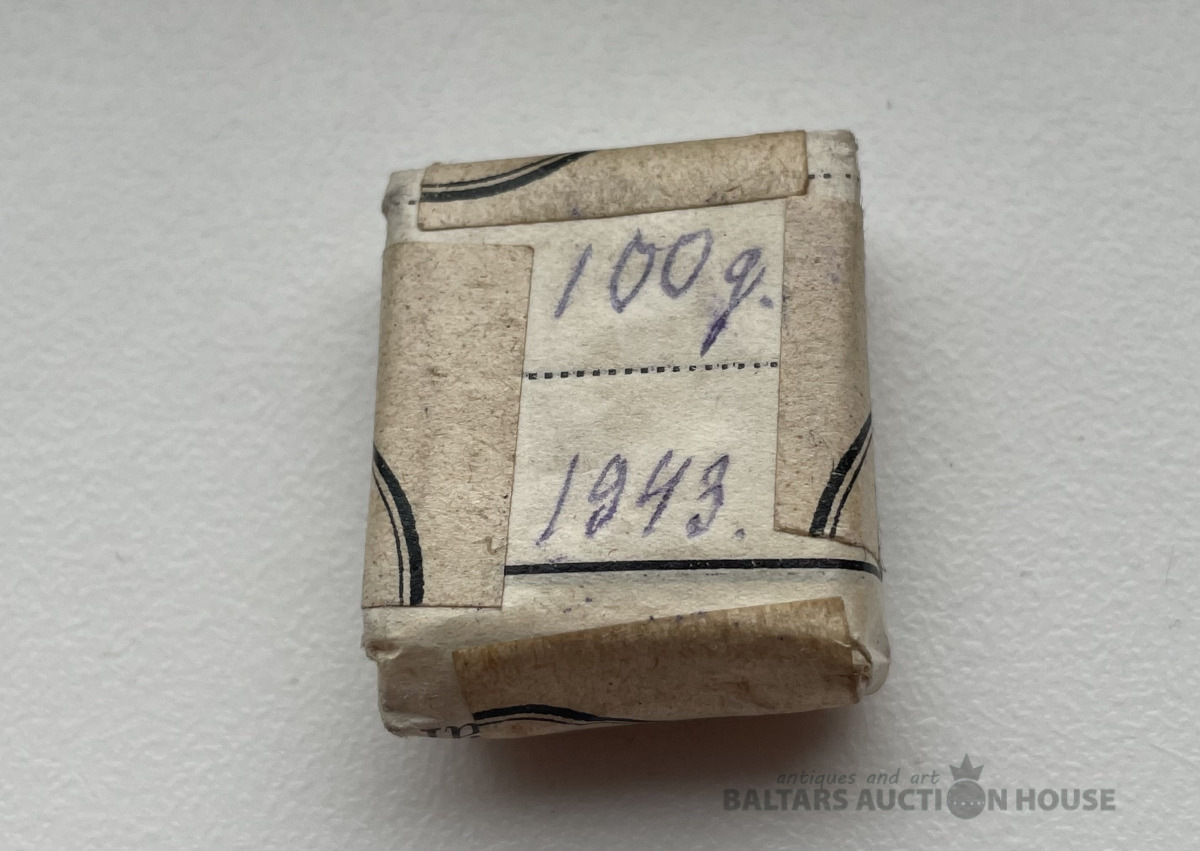 100g.
1943.
antiques and art
BALTARS AUCTION HOUSE